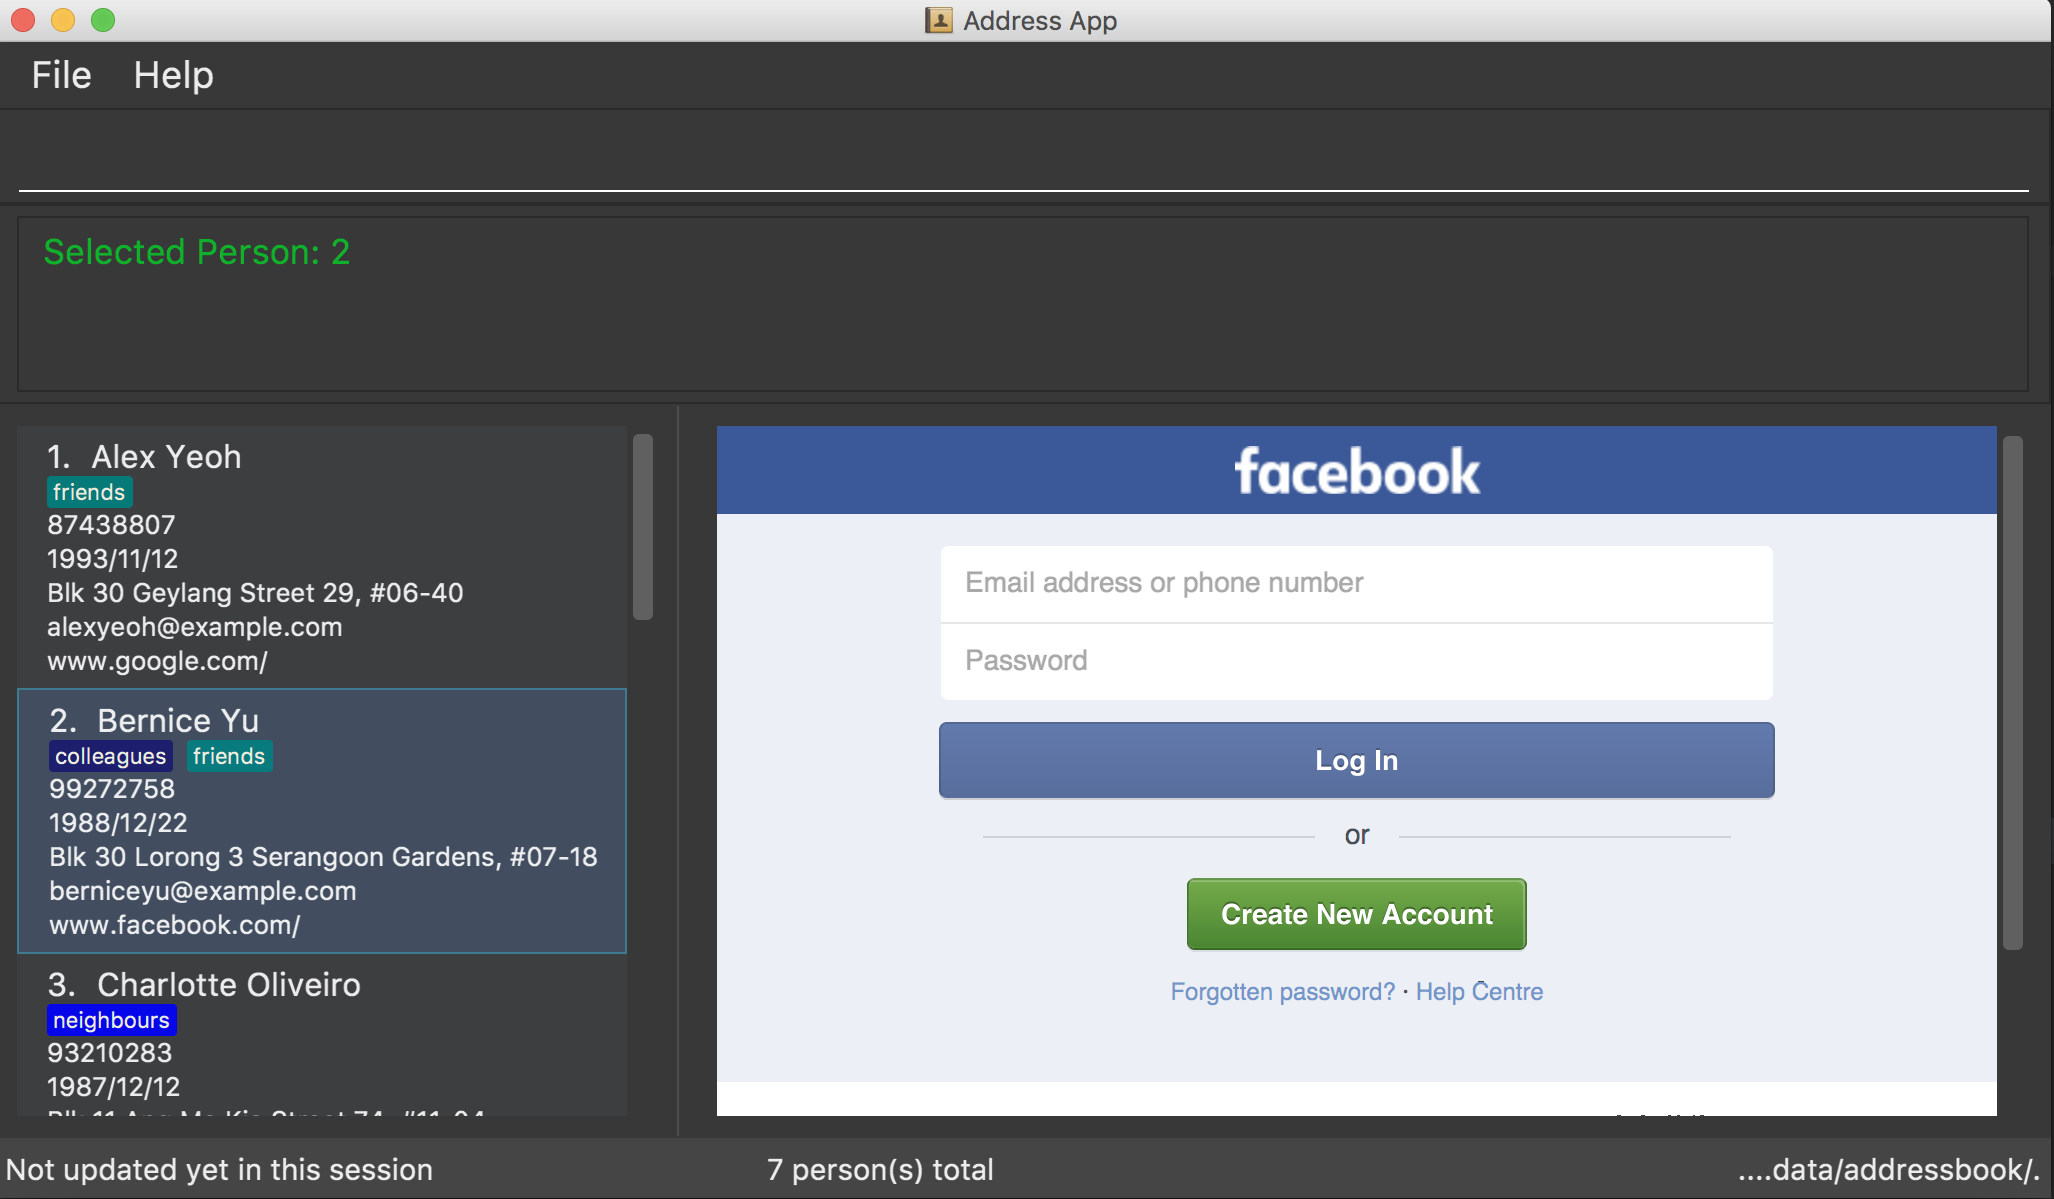 Address App
File Help
Selected Person: 2
1. Alex Yeoh
friends
87438807
1993/11/12
Blk 30 Geylang Street 29, #06-40
alexyeoh@example.com
www.google.com/
2. Bernice Yu
colleagues friends
99272758
1988/12/22
Blk 30 Lorong 3 Serangoon Gardens, #07-18
berniceyu@example.com
www.facebook.com/
3. Charlotte Oliveiro
neighbours
93210283
1987/12/12
facebook
Email address or phone number
Password
Log In
or
Create New Account
Forgotten password? · Help Centre
Not updated yet in this session
7 person(s) total
....data/addressbook/.